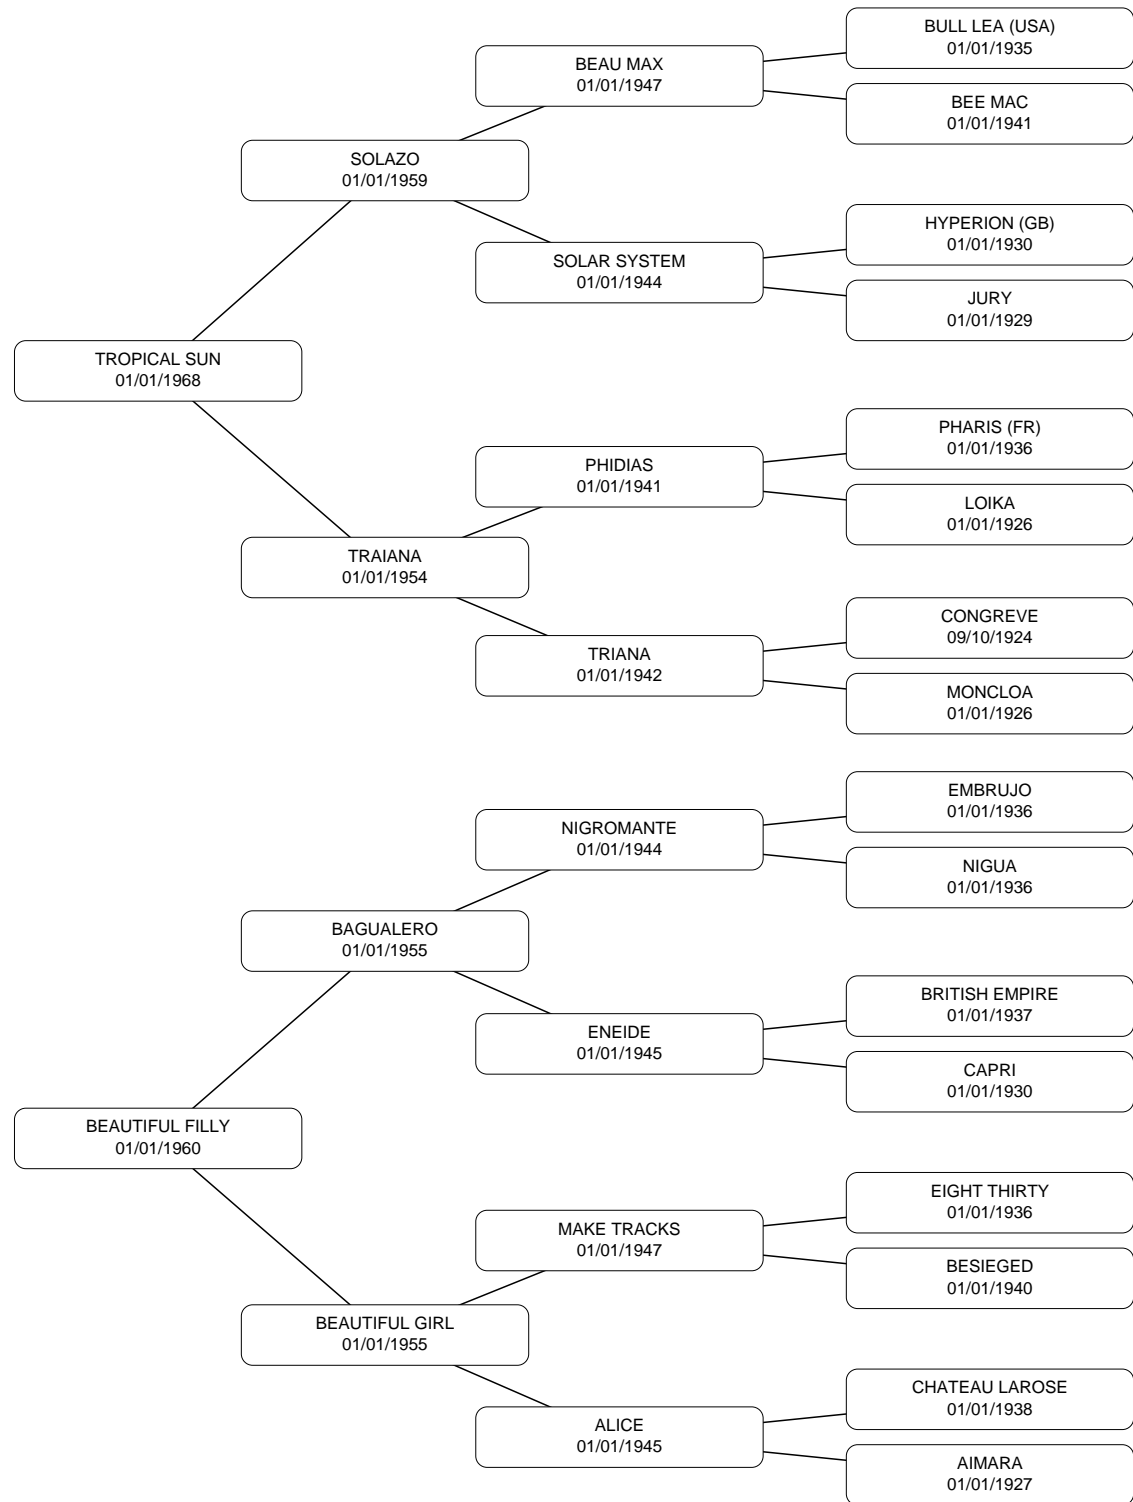 BULL LEA (USA)
01/01/1935
BEAU MAX
01/01/1947
BEE MAC
01/01/1941
SOLAZO
01/01/1959
HYPERION (GB)
01/01/1930
SOLAR SYSTEM
01/01/1944
JURY
01/01/1929
TROPICAL SUN
01/01/1968
PHARIS (FR)
01/01/1936
PHIDIAS
01/01/1941
LOIKA
01/01/1926
TRAIANA
01/01/1954
CONGREVE
09/10/1924
TRIANA
01/01/1942
MONCLOA
01/01/1926
EMBRUJO
01/01/1936
NIGROMANTE
01/01/1944
NIGUA
01/01/1936
BAGUALERO
01/01/1955
BRITISH EMPIRE
01/01/1937
ENEIDE
01/01/1945
CAPRI
01/01/1930
BEAUTIFUL FILLY
01/01/1960
EIGHT THIRTY
01/01/1936
MAKE TRACKS
01/01/1947
BESIEGED
01/01/1940
BEAUTIFUL GIRL
01/01/1955
CHATEAU LAROSE
01/01/1938
ALICE
01/01/1945
AIMARA
01/01/1927